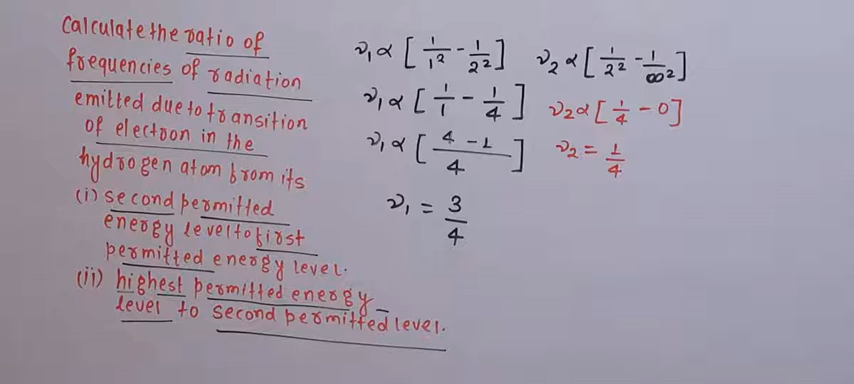 Calculate the ratio of
frequencies of radiation
emitted due to transition
of electron in the
hydrogen atom from its
(i) second permitted
energy level to first
permitted energy level.
(ii) highest permitted energy
level to second permitted level.
ν₁ ∝ [1/1² - 1/2²]
ν₁ ∝ [1/1 - 1/4]
ν₁ ∝ [4 - 1/4]
ν₁ = 3/4
ν₂ ∝ [1/2² - 1/∞²]
ν₂ ∝ [1/4 - 0]
ν₂ = 1/4